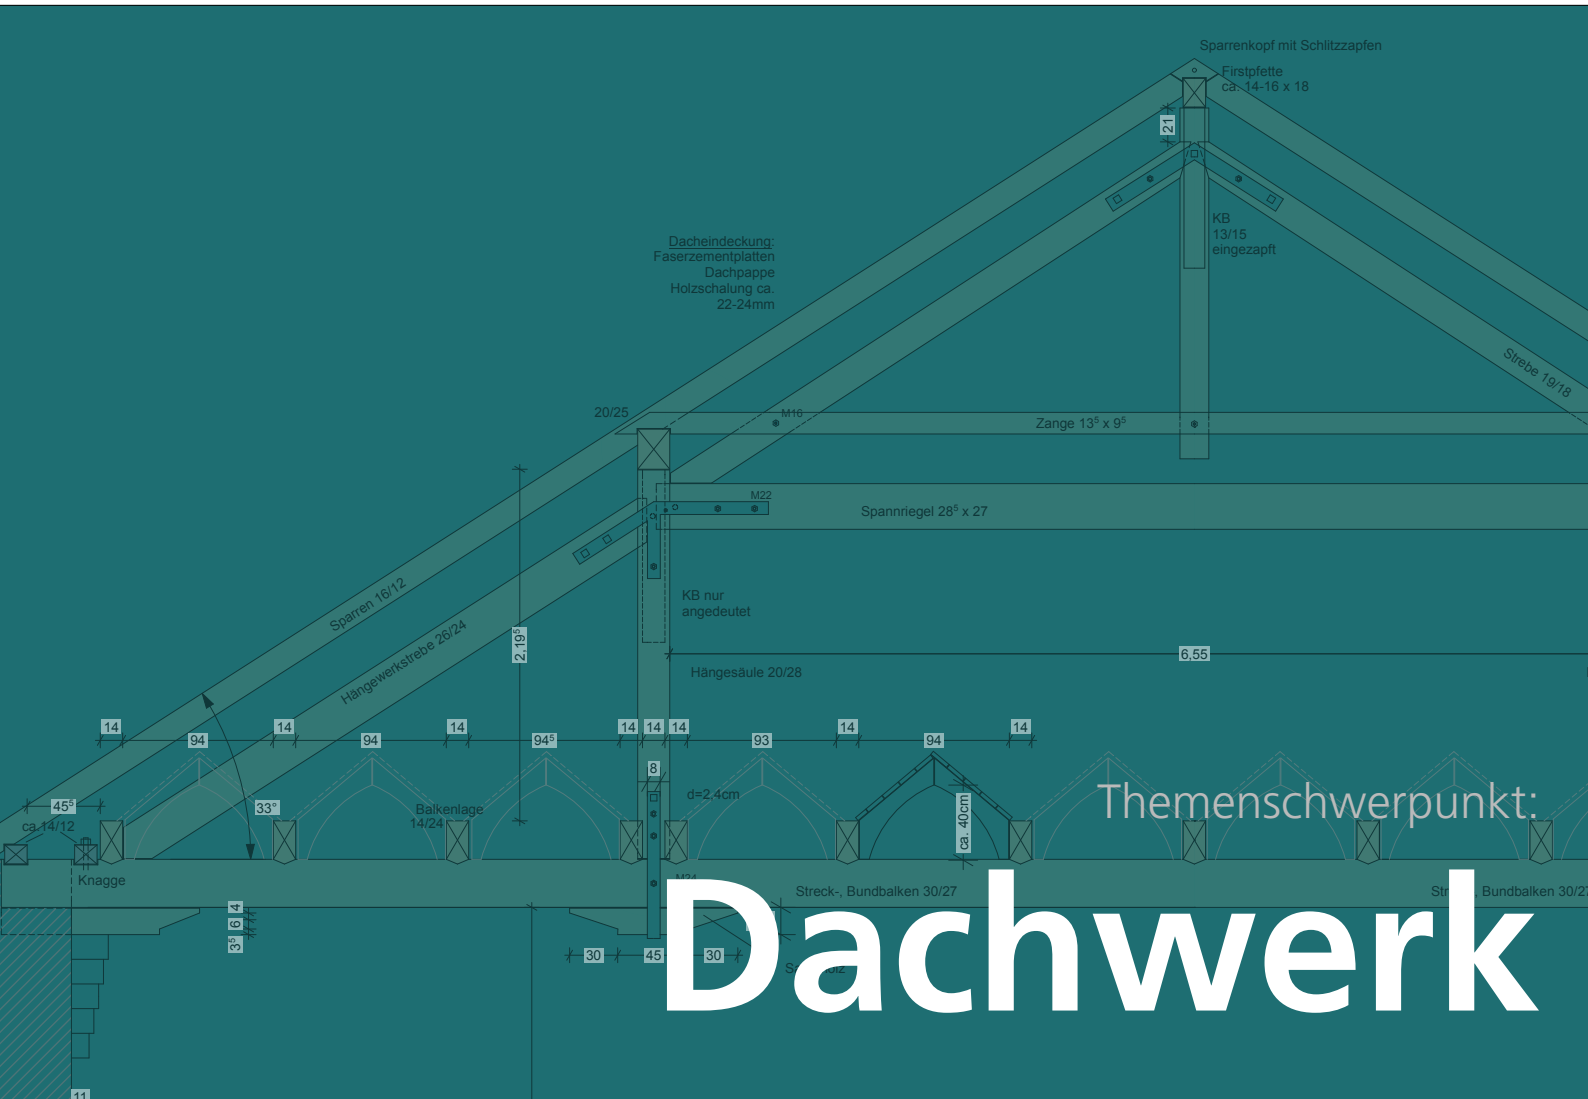 Sparrenkopf mit Schlitzzapfen
Firstpfette
ca. 14-16 x 18
21
KB
13/15
eingezapft
Dacheindeckung:
Faserzementplatten
Dachpappe
Holzschalung ca.
22-24mm
Strebe 19/18
20/25
M16
Zange 13⁵ x 9⁵
M22
Spannriegel 28⁵ x 27
Sparren 16/12
Hängewerkstrebe 26/24
2,19⁵
KB nur
angedeutet
6,55
Hängesäule 20/28
14
94
14
94
14
94⁵
14
14
14
93
14
94
14
8
d=2,4cm
45⁵
ca.14/12
33°
Balkenlage
14/24
ca. 40cm
Themenschwerpunkt:
Knagge
M24
Streck-, Bundbalken 30/27
Bundbalken 30/27
4
6
3⁵
30
45
30
Dachwerk
11